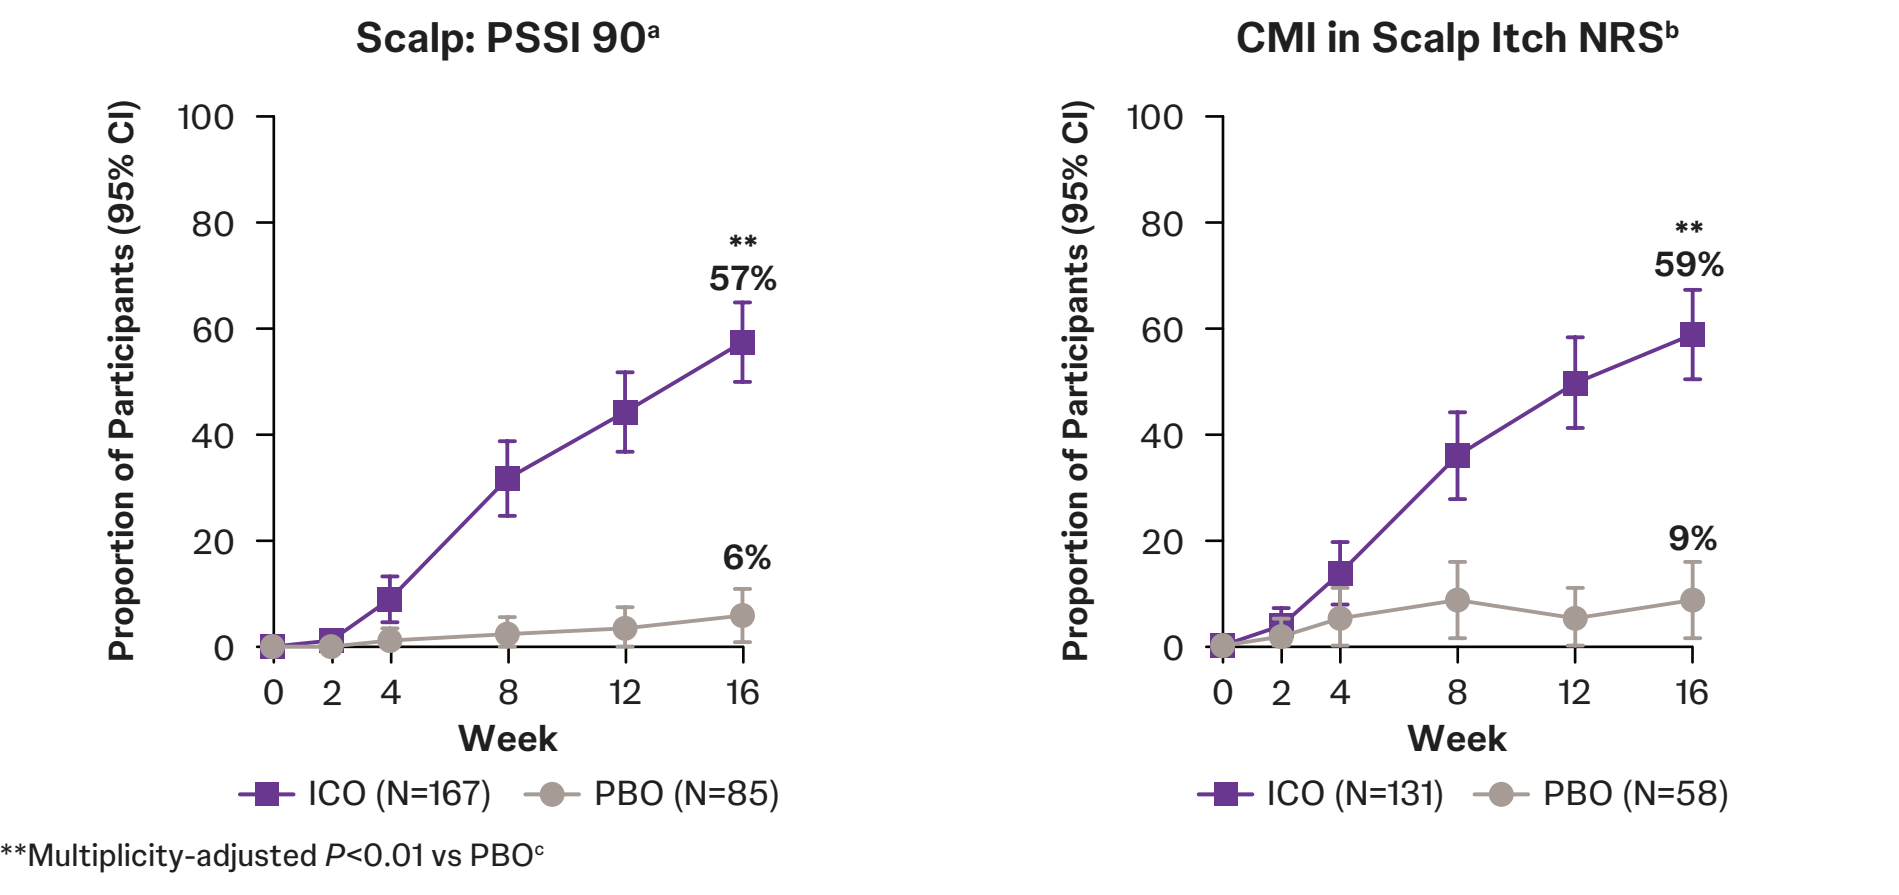 Scalp: PSSI 90ᵃ
Proportion of Participants (95% CI)
100
80
60
40
20
0
**
57%
6%
0 2 4 8 12 16
Week
ICO (N=167) PBO (N=85)
CMI in Scalp Itch NRSᵇ
Proportion of Participants (95% CI)
100
80
60
40
20
0
**
59%
9%
0 2 4 8 12 16
Week
ICO (N=131) PBO (N=58)
**Multiplicity-adjusted P<0.01 vs PBOᶜ